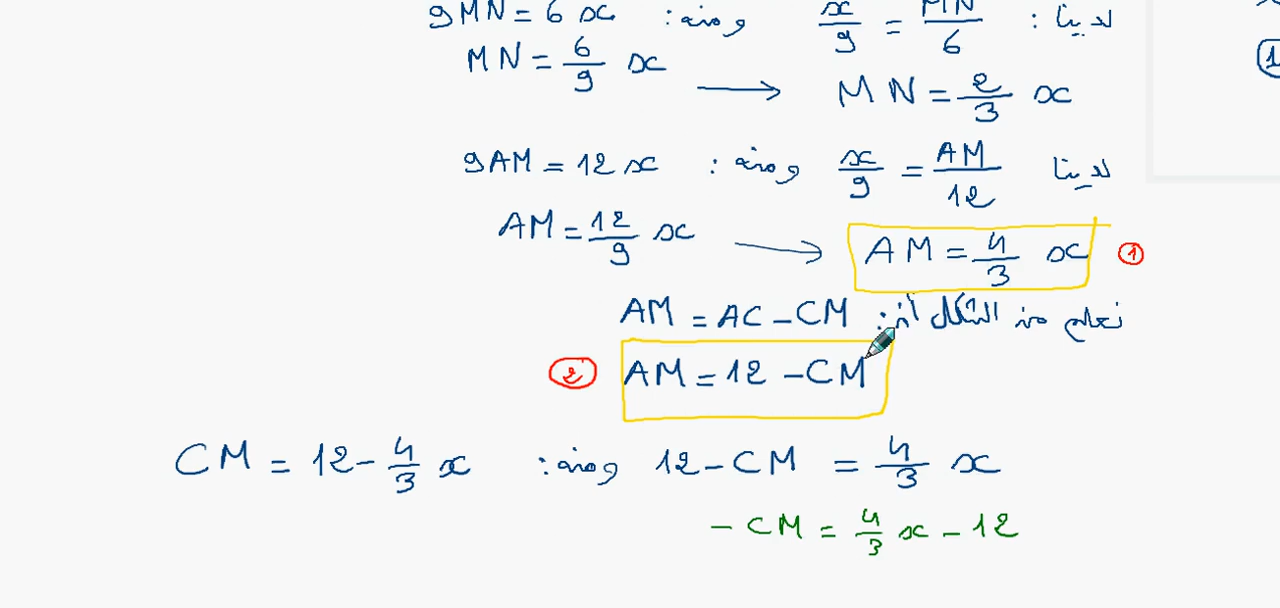 لدينا : x/9 = MN/6 ومنه : 9MN = 6x
MN = 6/9 x → MN = 2/3 x
لدينا x/9 = AM/12 ومنه : 9AM = 12x
AM = 12/9 x → AM = 4/3 x ①
نعلم من الشكل أن : AM = AC - CM
AM = 12 - CM ②
12 - CM = 4/3 x ومنه : CM = 12 - 4/3 x
- CM = 4/3 x - 12